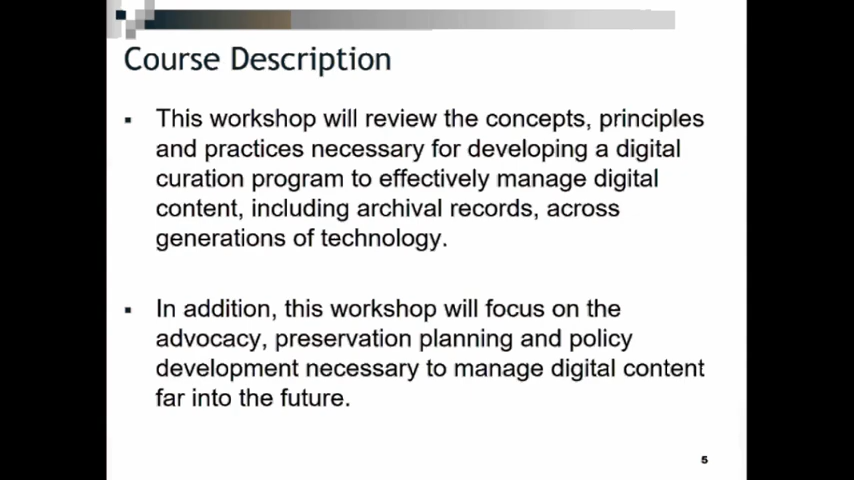 Course Description
▪ This workshop will review the concepts, principles
and practices necessary for developing a digital
curation program to effectively manage digital
content, including archival records, across
generations of technology.
▪ In addition, this workshop will focus on the
advocacy, preservation planning and policy
development necessary to manage digital content
far into the future.
5